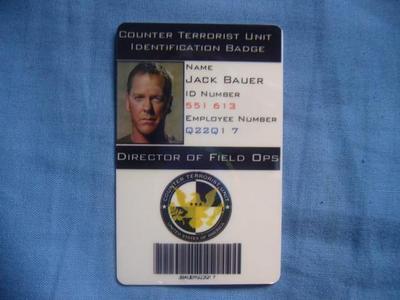 Counter Terrorist Unit
Identification Badge
Name
Jack Bauer
ID Number
551 613
Employee Number
Q22Q1 7
Director of Field Ops
COUNTER TERRORIST UNIT
UNITED STATES OF AMERICA